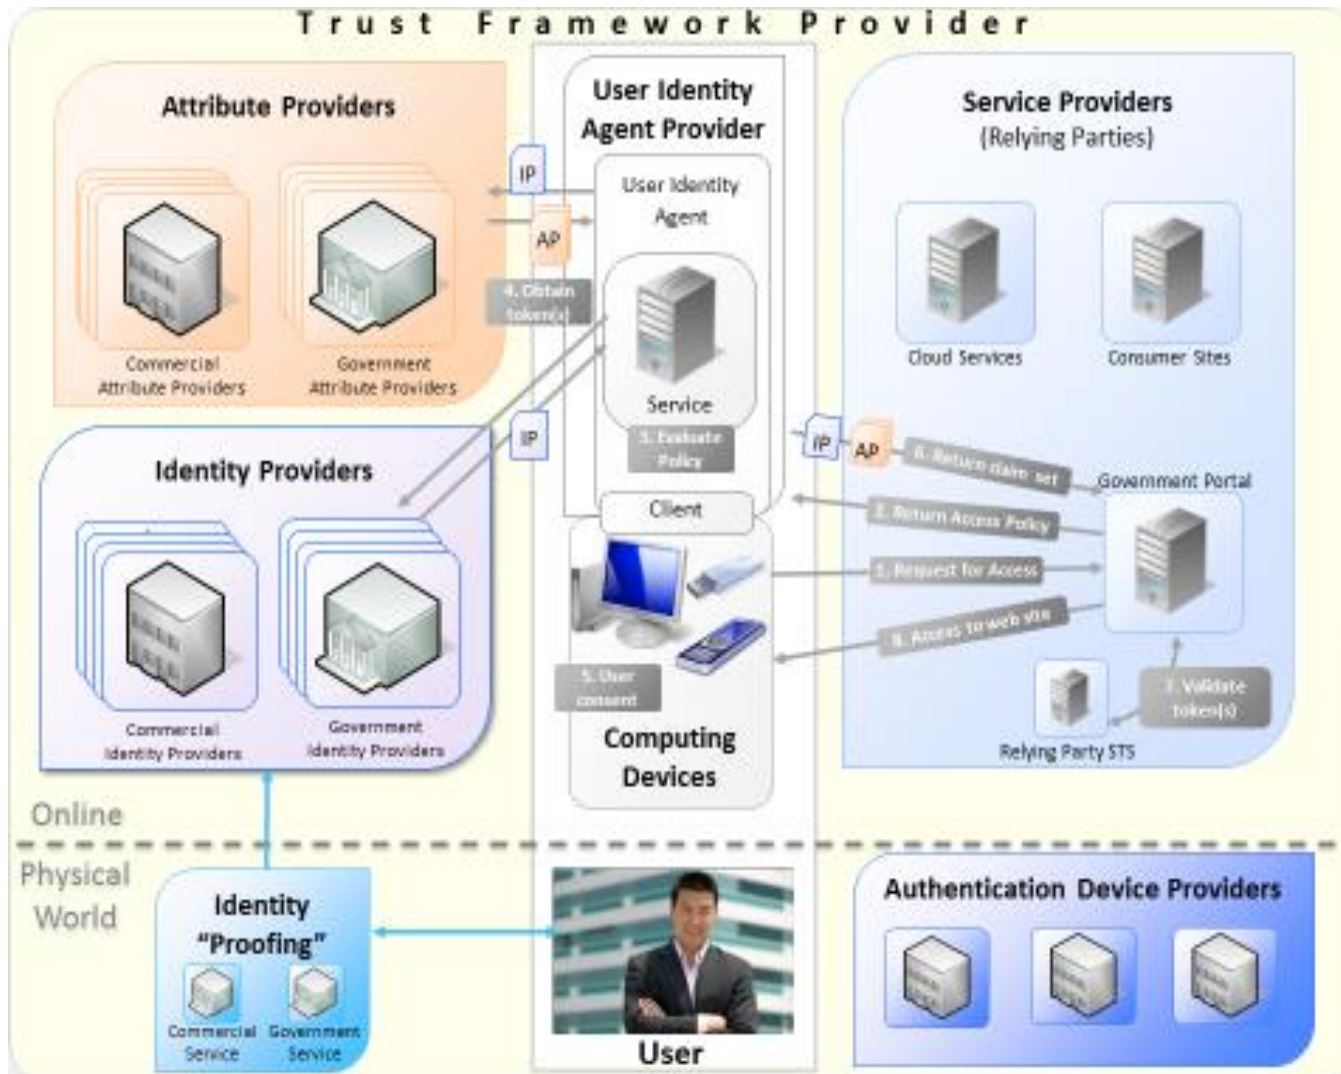 Trust Framework Provider
Attribute Providers
Commercial
Attribute Providers
Government
Attribute Providers
Identity Providers
Commercial
Identity Providers
Government
Identity Providers
User Identity
Agent Provider
User Identity
Agent
Service
3. Evaluate
Policy
Client
IP
AP
4. Obtain
token(s)
IP
5. User
consent
Computing
Devices
Service Providers
(Relying Parties)
Cloud Services
Consumer Sites
IP
AP
6. Return claim set
Government Portal
2. Return Access Policy
1. Request for Access
8. Access to web site
7. Validate
token(s)
Relying Party STS
Online
Physical
World
Identity
“Proofing”
Commercial
Service
Government
Service
User
Authentication Device Providers